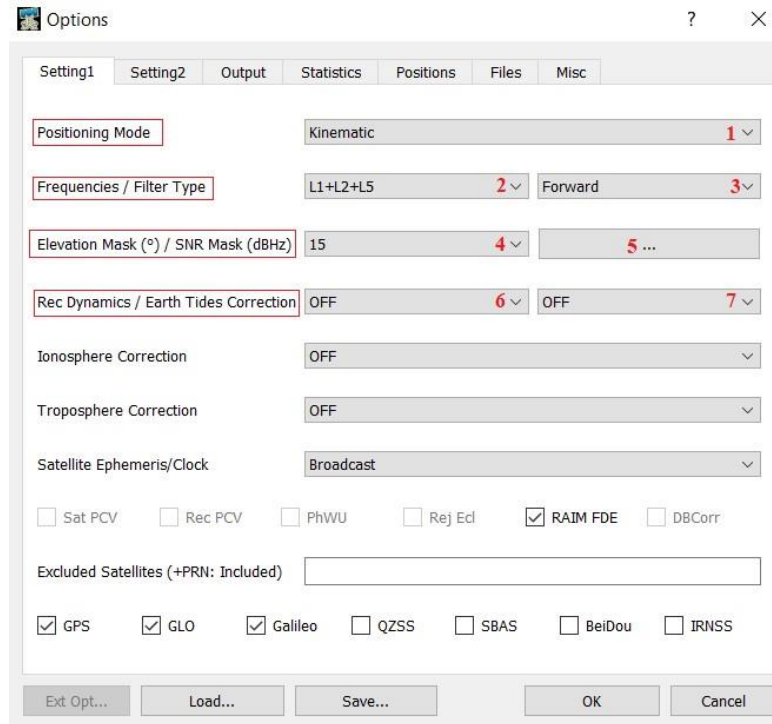 Options ? ✕
Setting1 Setting2 Output Statistics Positions Files Misc
Positioning Mode Kinematic 1
Frequencies / Filter Type L1+L2+L5 2 Forward 3
Elevation Mask (°) / SNR Mask (dBHz) 15 4 5 ...
Rec Dynamics / Earth Tides Correction OFF 6 OFF 7
Ionosphere Correction OFF
Troposphere Correction OFF
Satellite Ephemeris/Clock Broadcast
Sat PCV Rec PCV PhWU Rej Ecl RAIM FDE DBCorr
Excluded Satellites (+PRN: Included)
GPS GLO Galileo QZSS SBAS BeiDou IRNSS
Ext Opt... Load... Save... OK Cancel